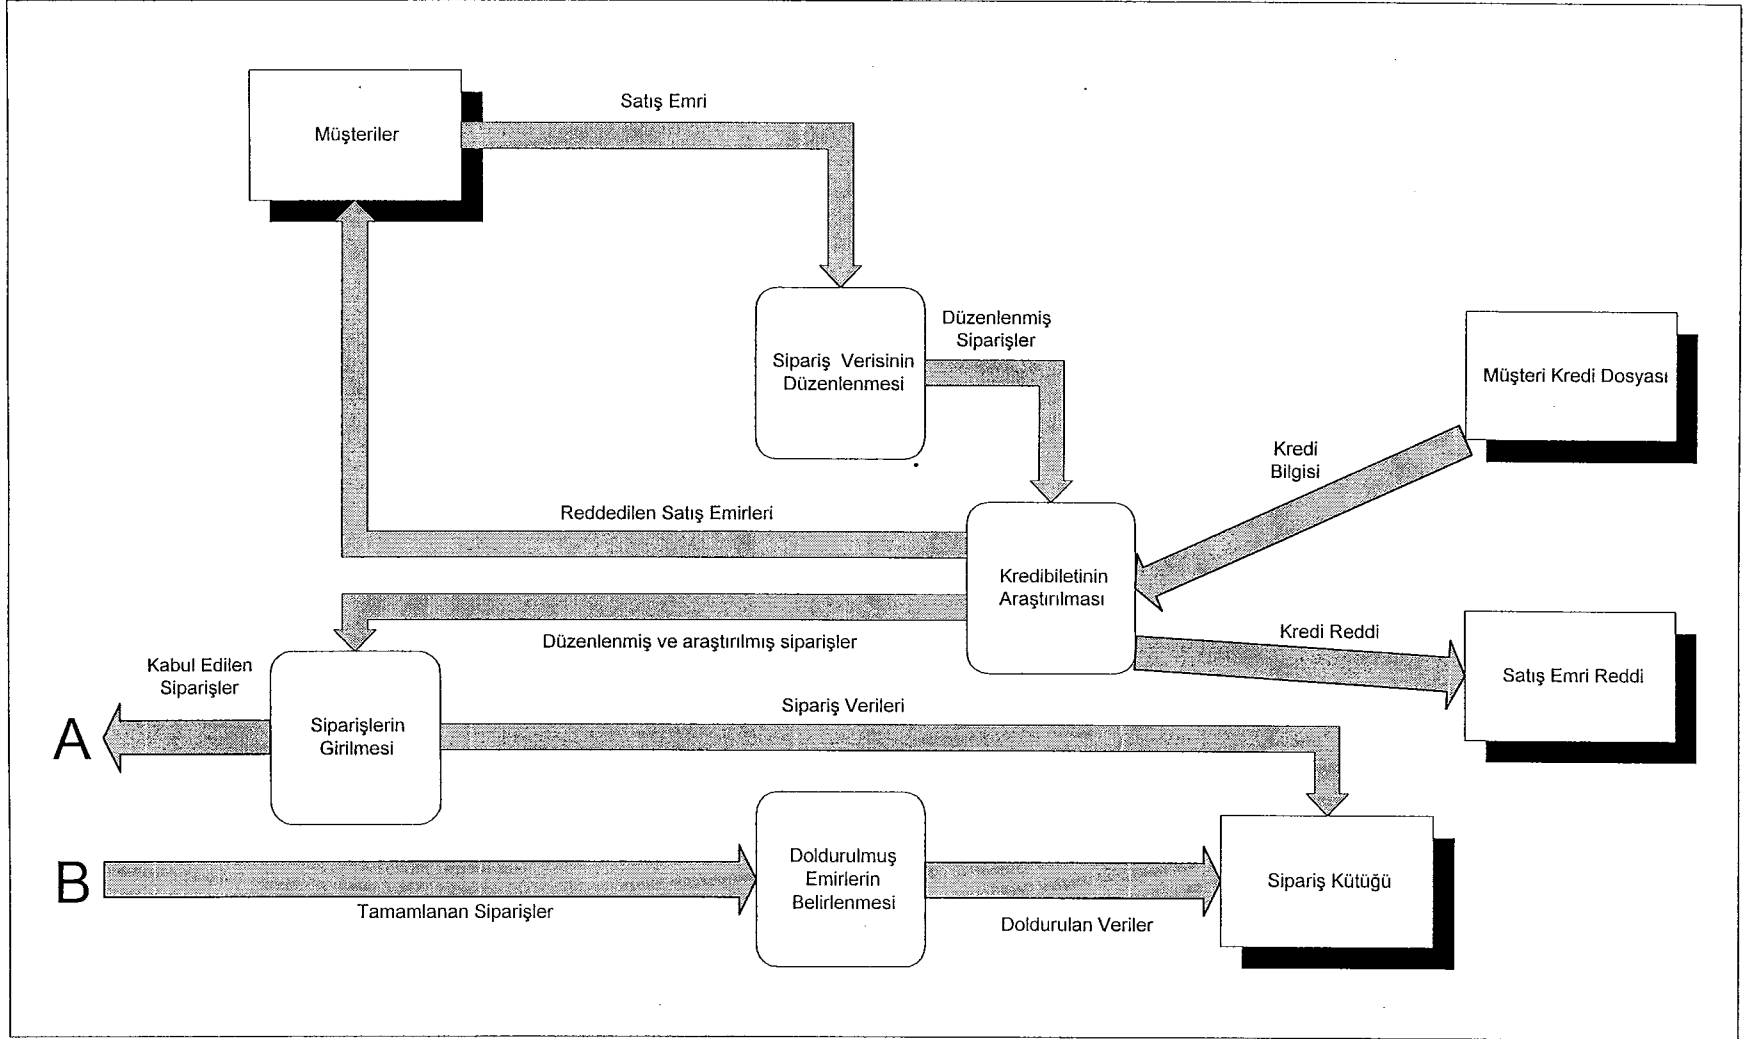 Satış Emri
Müşteriler
Düzenlenmiş
Siparişler
Sipariş Verisinin
Düzenlenmesi
Müşteri Kredi Dosyası
Kredi
Bilgisi
Reddedilen Satış Emirleri
Kredibiletinin
Araştırılması
Düzenlenmiş ve araştırılmış siparişler
Kredi Reddi
Satış Emri Reddi
Kabul Edilen
Siparişler
A
Siparişlerin
Girilmesi
Sipariş Verileri
B
Tamamlanan Siparişler
Doldurulmuş
Emirlerin
Belirlenmesi
Doldurulan Veriler
Sipariş Kütüğü